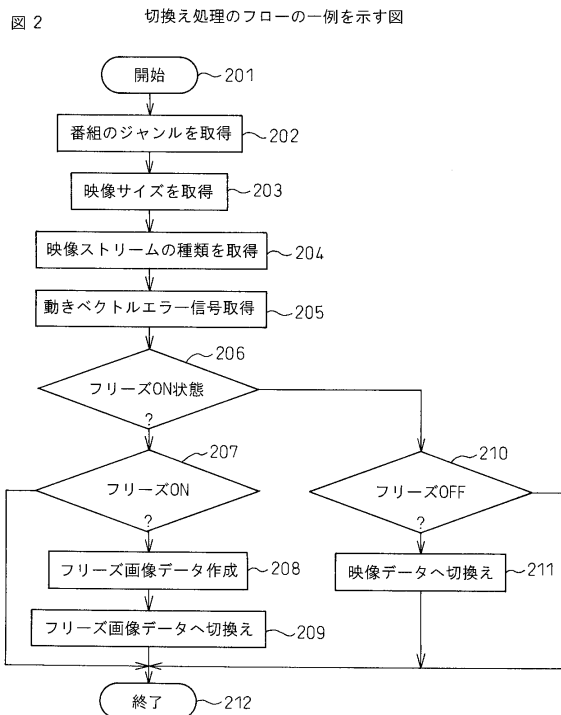 図2
切換え処理のフローの一例を示す図
開始
201
番組のジャンルを取得
202
映像サイズを取得
203
映像ストリームの種類を取得
204
動きベクトルエラー信号取得
205
206
フリーズON状態
?
207
フリーズON
?
210
フリーズOFF
?
フリーズ画像データ作成
208
映像データへ切換え
211
フリーズ画像データへ切換え
209
終了
212